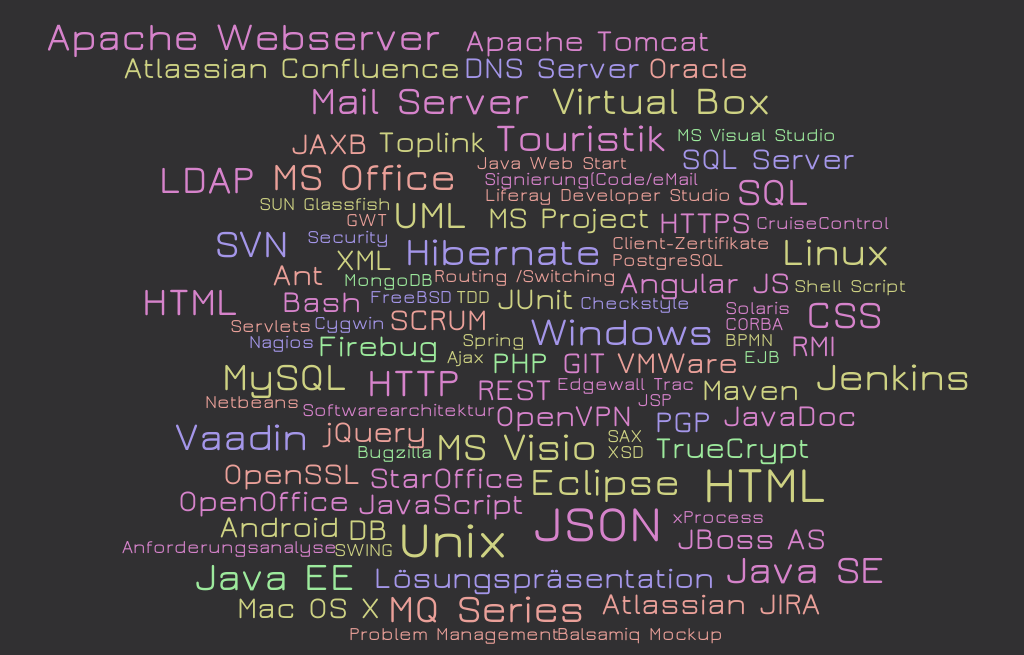 Apache Webserver Apache Tomcat
Atlassian Confluence DNS Server Oracle
Mail Server Virtual Box
JAXB Toplink Touristik MS Visual Studio
Java Web Start SQL Server
LDAP MS Office Signierung(Code/eMail
Liferay Developer Studio SQL
SUN Glassfish UML MS Project HTTPS CruiseControl
GWT
SVN Security Hibernate Client-Zertifikate Linux
XML PostgreSQL
Ant MongoDB Routing /Switching Angular JS Shell Script
HTML Bash FreeBSD TDD JUnit Checkstyle Solaris CSS
Servlets Cygwin SCRUM Windows CORBA
Nagios Firebug Spring BPMN RMI
Ajax PHP GIT VMWare EJB
MySQL HTTP REST Edgewall Trac Maven Jenkins
Netbeans Softwarearchitektur JSP
OpenVPN PGP JavaDoc
Vaadin jQuery MS Visio SAX TrueCrypt
Bugzilla XSD
OpenSSL StarOffice Eclipse HTML
OpenOffice JavaScript
Android DB Unix JSON xProcess
Anforderungsanalyse SWING JBoss AS
Java EE Lösungspräsentation Java SE
Mac OS X MQ Series Atlassian JIRA
Problem Management Balsamiq Mockup